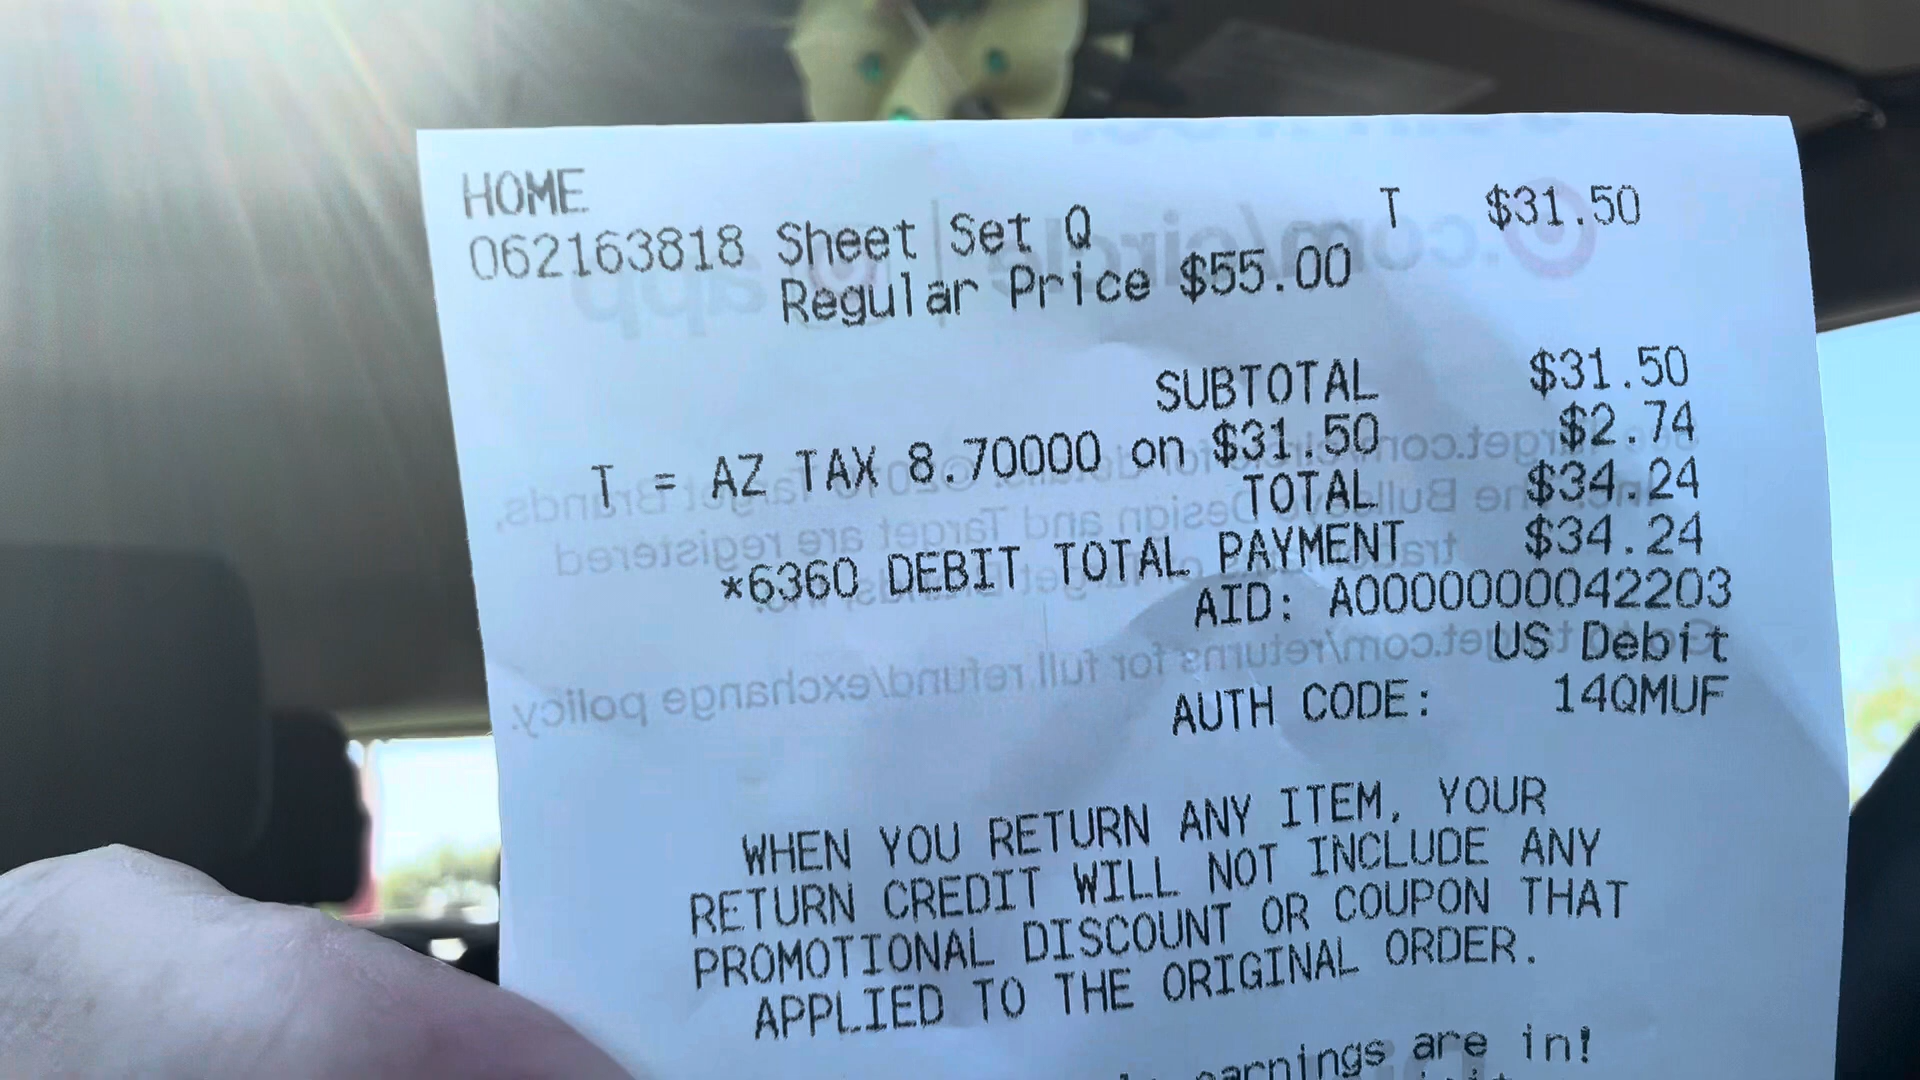 HOME
062163818 Sheet Set Q T $31.50
Regular Price $55.00
SUBTOTAL $31.50
T = AZ TAX 8.70000 on $31.50 $2.74
TOTAL $34.24
*6360 DEBIT TOTAL PAYMENT $34.24
AID: A0000000042203
US Debit
AUTH CODE: 14QMUF
WHEN YOU RETURN ANY ITEM, YOUR
RETURN CREDIT WILL NOT INCLUDE ANY
PROMOTIONAL DISCOUNT OR COUPON THAT
APPLIED TO THE ORIGINAL ORDER.
earnings are in!